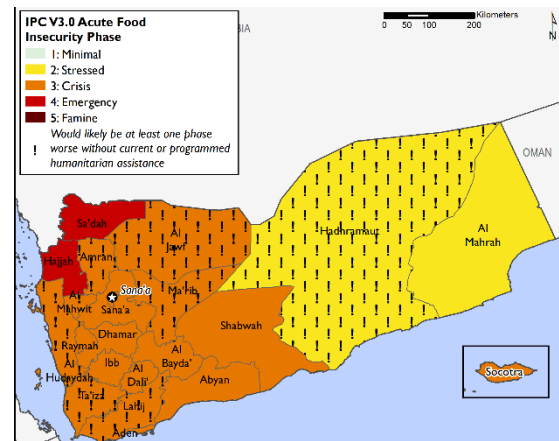 IPC V3.0 Acute Food
Insecurity Phase
1: Minimal
2: Stressed
3: Crisis
4: Emergency
5: Famine
Would likely be at least one phase
! worse without current or programmed
humanitarian assistance
BIA
Kilometers
0 50 100 200
N
OMAN
Sa'dah
Hajjah
Amran
Al
Jawf
Hadhramaut
Al
Mahrah
Sana'a
Ma'rib
Al
Mahwit
Sana'a
Shabwah
Dhamar
Raymah
Al
Hudaydah
Ibb
Al
Bayda'
Al
Dali'
Abyan
Ta'izz
Lahij
Aden
Socotra